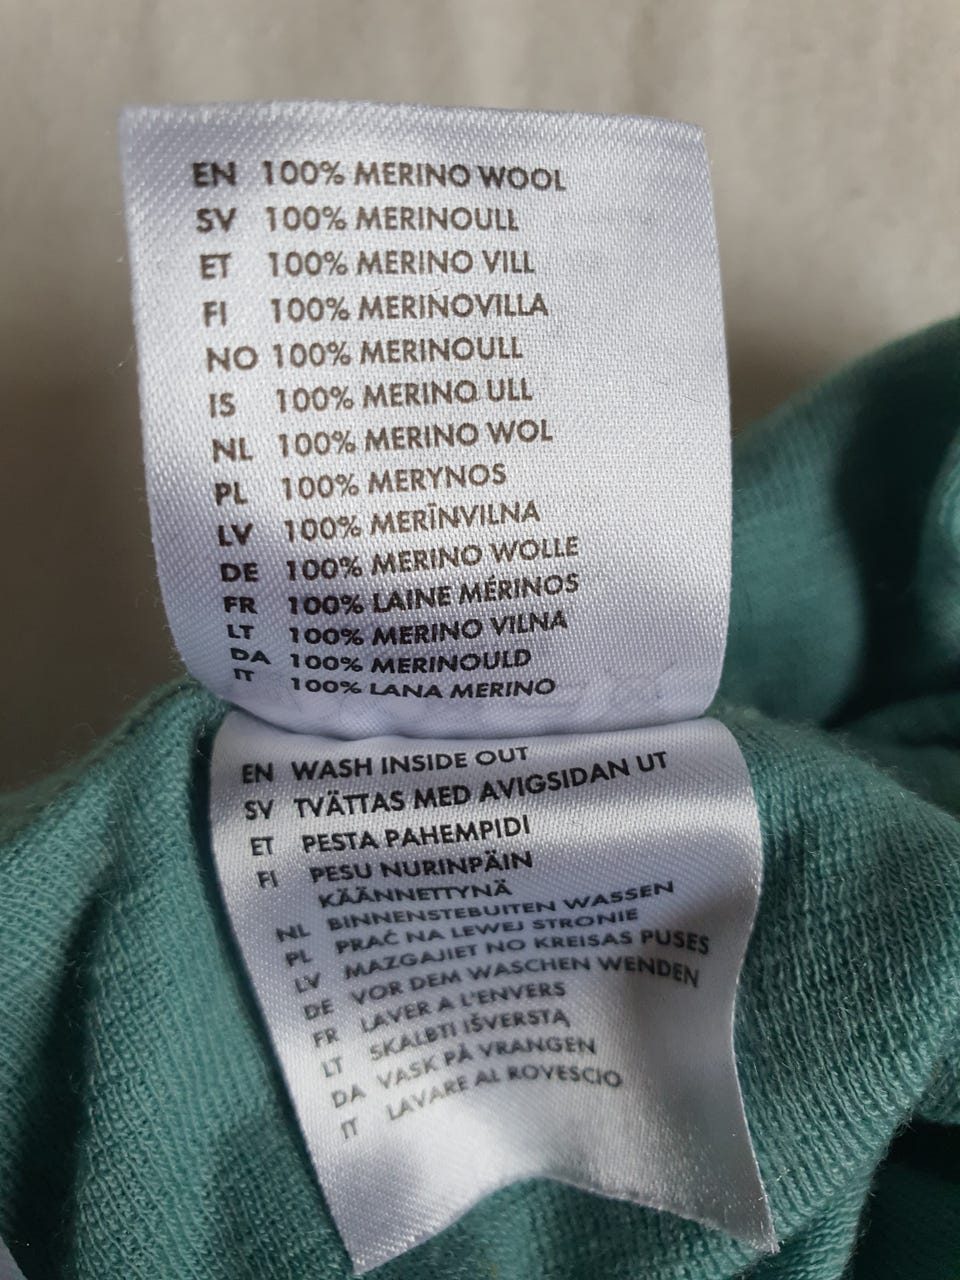 EN 100% MERINO WOOL
SV 100% MERINOULL
ET 100% MERINO VILL
FI 100% MERINOVILLA
NO 100% MERINOULL
IS 100% MERINO ULL
NL 100% MERINO WOL
PL 100% MERYNOS
LV 100% MERĪNVILNA
DE 100% MERINO WOLLE
FR 100% LAINE MÉRINOS
LT 100% MERINO VILNA
DA 100% MERINOULD
IT 100% LANA MERINO
EN WASH INSIDE OUT
SV TVÄTTAS MED AVIGSIDAN UT
ET PESTA PAHEMPIDI
FI PESU NURINPÄIN
KÄÄNNETTYNÄ
NL BINNENSTEBUITEN WASSEN
PL PRAĆ NA LEWEJ STRONIE
LV MAZGAJIET NO KREISAS PUSES
DE VOR DEM WASCHEN WENDEN
FR LAVER A L'ENVERS
LT SKALBTI IŠVERSTĄ
DA VASK PÅ VRANGEN
IT LAVARE AL ROVESCIO